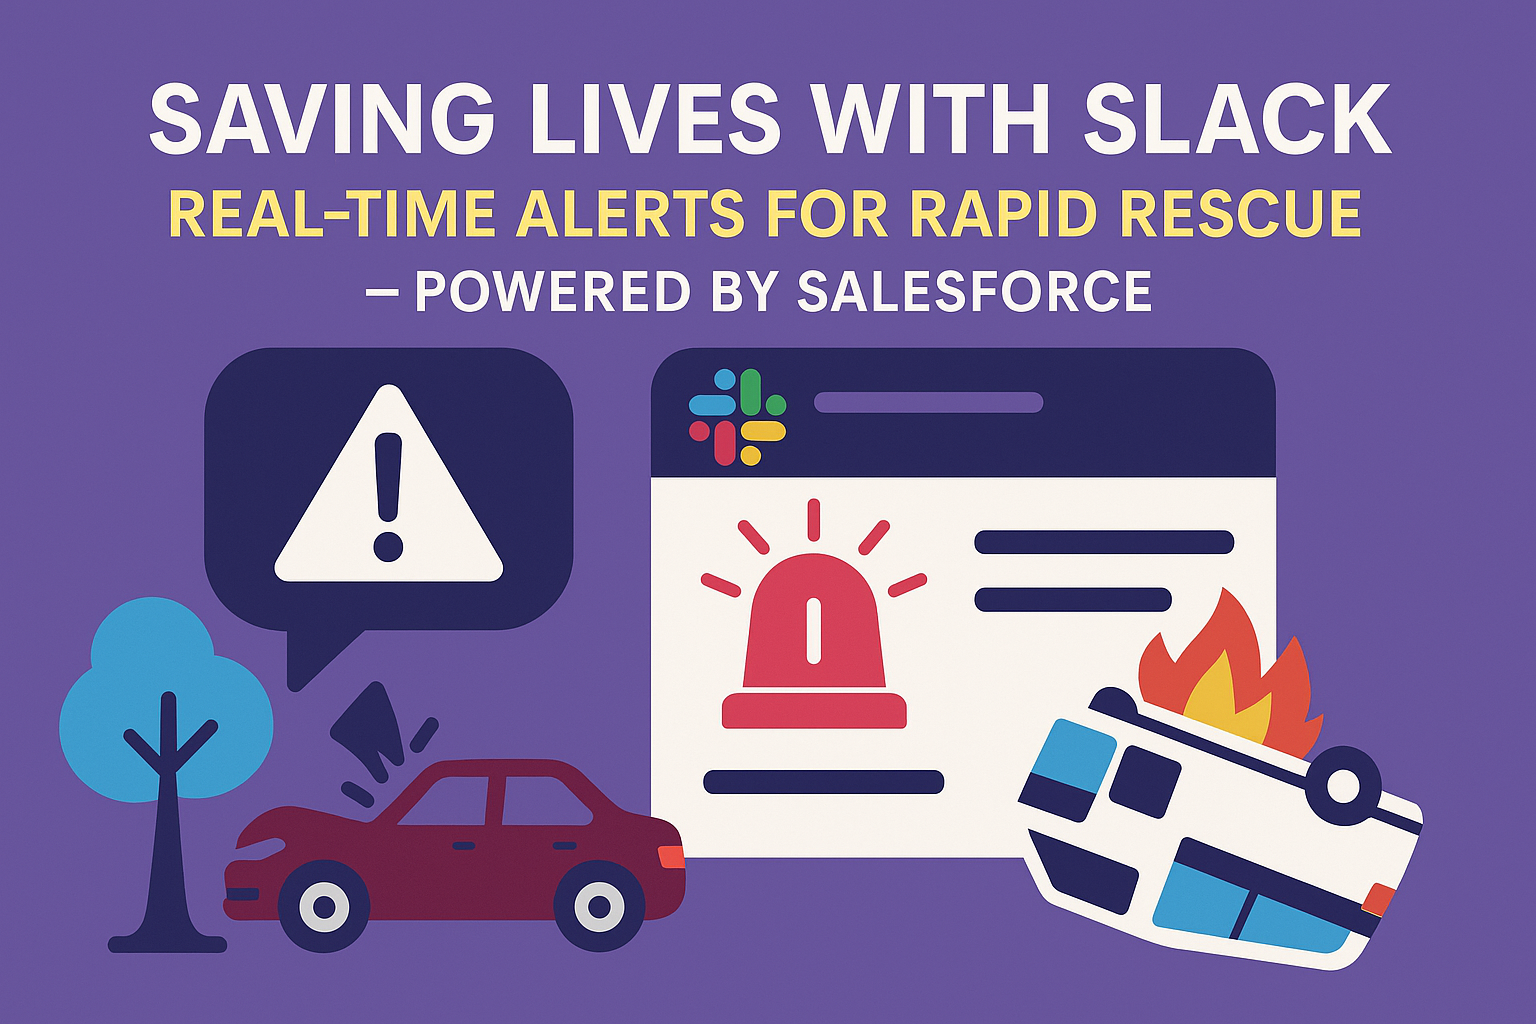 SAVING LIVES WITH SLACK
REAL-TIME ALERTS FOR RAPID RESCUE
– POWERED BY SALESFORCE
!